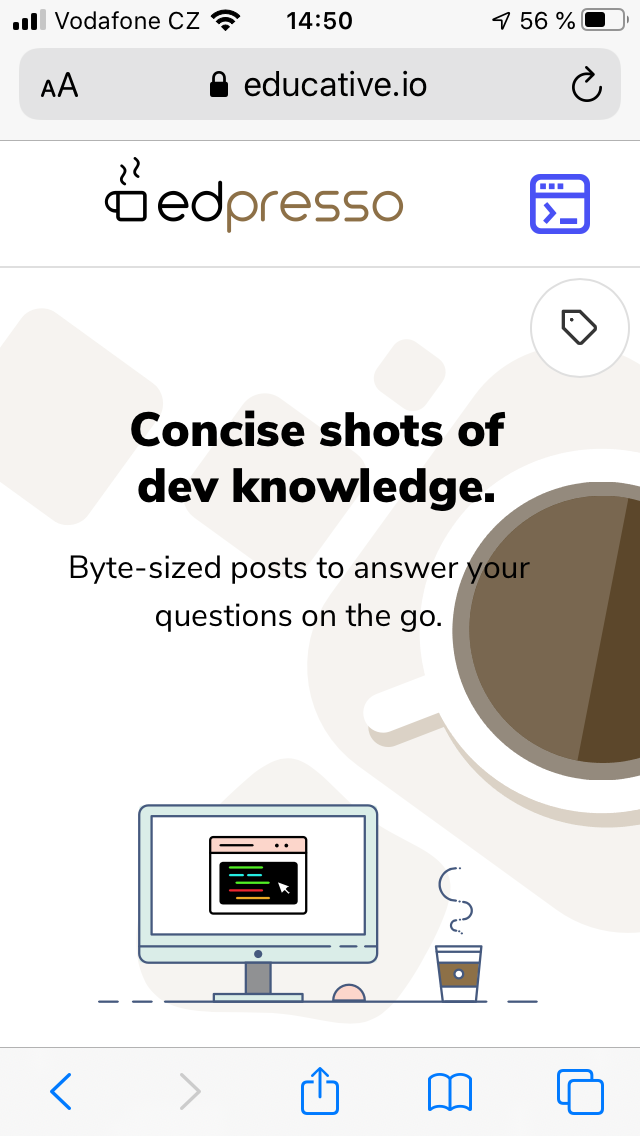 Vodafone CZ 14:50 56 %
AA educative.io
edpresso
Concise shots of
dev knowledge.
Byte-sized posts to answer your
questions on the go.